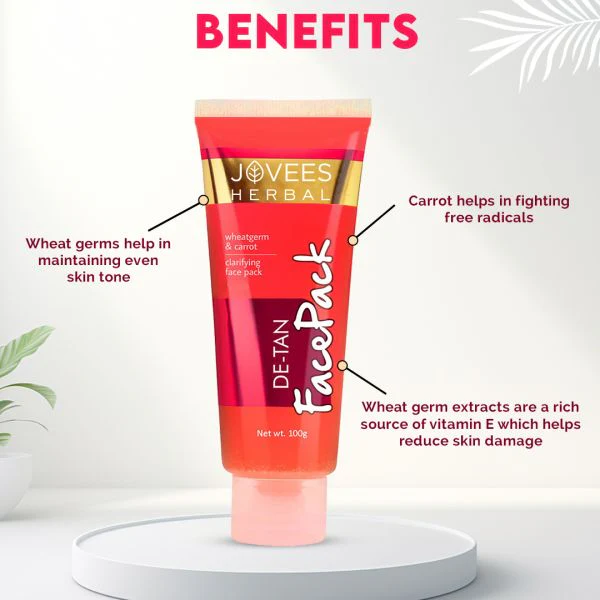 BENEFITS
JOVEES
HERBAL
wheatgerm
& carrot
clarifying
face pack
DE-TAN
FacePack
Net wt. 100g
Wheat germs help in
maintaining even
skin tone
Carrot helps in fighting
free radicals
Wheat germ extracts are a rich
source of vitamin E which helps
reduce skin damage